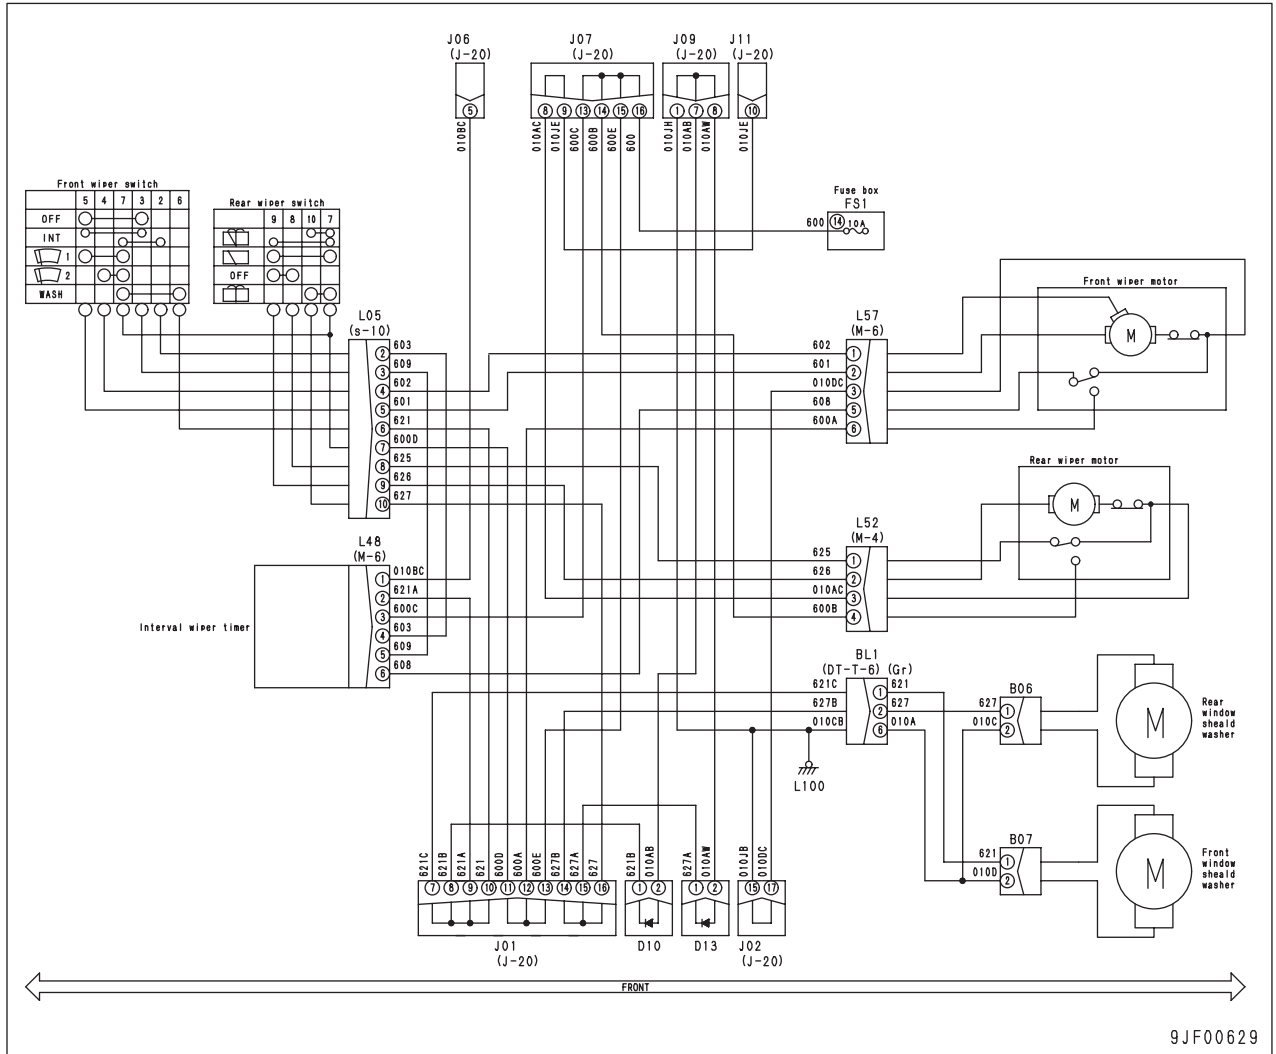 J06
(J-20)
J07
(J-20)
J09
(J-20)
J11
(J-20)
5
8 9 13 14 15 16
1 7 8
10
010BC
010AC
010JE
600C
600B
600E
600
010JH
010AB
010AW
010JE
Front wiper switch
5 4 7 3 2 6
OFF
INT
1
2
WASH
Rear wiper switch
9 8 10 7
OFF
Fuse box
FS1
600 14 10A
L05
(s-10)
2 603
3 609
4 602
5 601
6 621
7 600D
8 625
9 626
10 627
L57
(M-6)
602 1
601 2
010DC 3
608 5
600A 6
Front wiper motor
M
Rear wiper motor
M
L52
(M-4)
625 1
626 2
010AC 3
600B 4
L48
(M-6)
1 010BC
2 621A
3 600C
4 603
5 609
6 608
Interval wiper timer
BL1
(DT-T-6) (Gr)
621C 1 621
627B 2 627
010CB 6 010A
L100
B06
627 1
010C 2
M
Rear
window
sheald
washer
B07
621 1
010D 2
M
Front
window
sheald
washer
621C
621B
621A
621
600D
600A
600E
627B
627A
627
621B
010AB
627A
010AW
010JB
010DC
7 8 9 10 11 12 13 14 15 16
1 2
1 2
15 17
J01
(J-20)
D10
D13
J02
(J-20)
FRONT
9JF00629